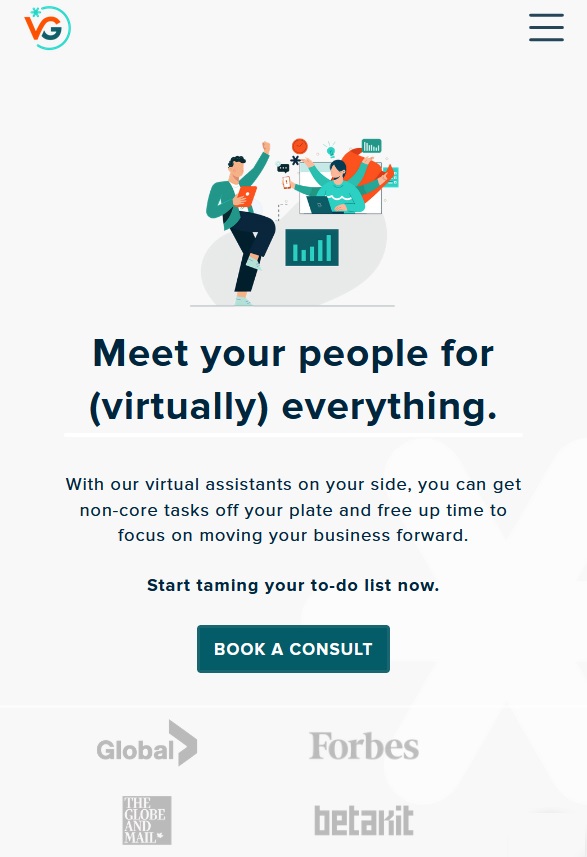 VG
Meet your people for
(virtually) everything.
With our virtual assistants on your side, you can get
non-core tasks off your plate and free up time to
focus on moving your business forward.
Start taming your to-do list now.
BOOK A CONSULT
Global
Forbes
THE
GLOBE
AND
MAIL
betakit